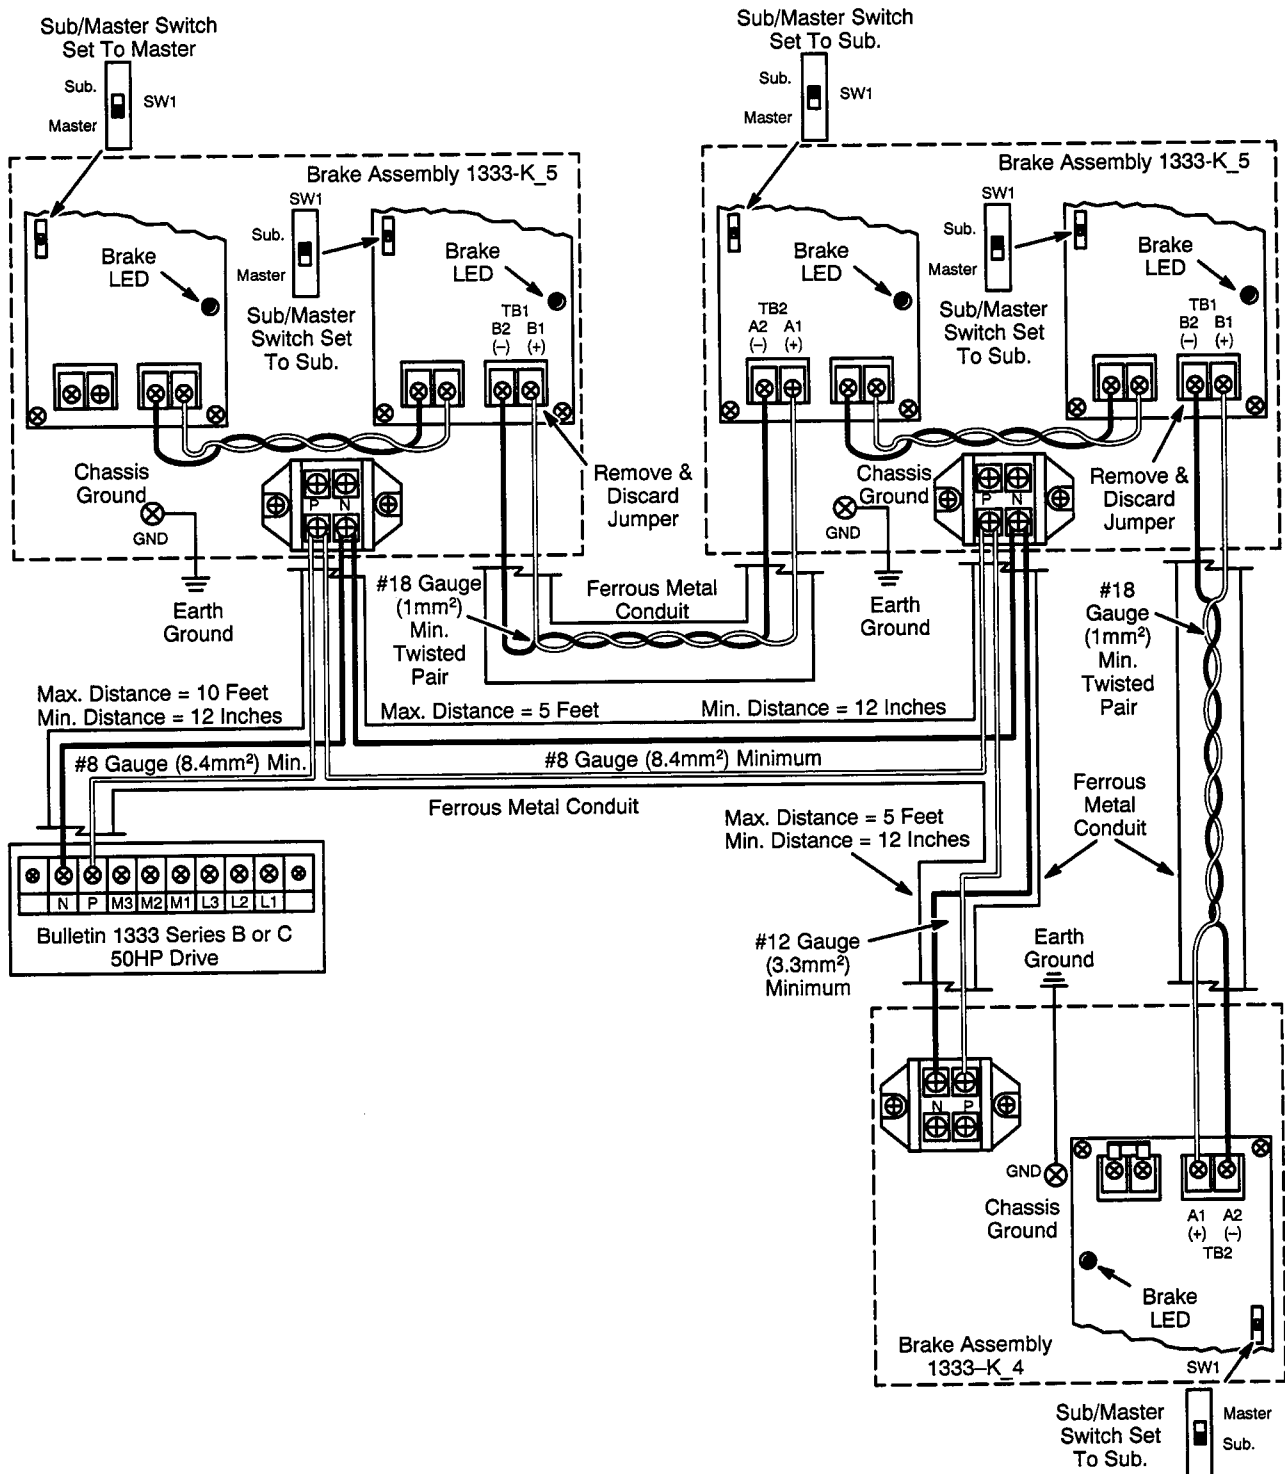 Sub/Master Switch
Set To Master
Sub.
SW1
Master
Sub/Master Switch
Set To Sub.
Sub.
SW1
Master
Brake Assembly 1333-K_5
SW1
Sub.
Master
Sub/Master
Switch Set
To Sub.
Brake
LED
Brake
LED
TB1
B2 B1
(–) (+)
Chassis
Ground
GND
Earth
Ground
P N
Remove &
Discard
Jumper
Brake Assembly 1333-K_5
SW1
Sub.
Master
Sub/Master
Switch Set
To Sub.
Brake
LED
TB2
A2 A1
(–) (+)
Brake
LED
TB1
B2 B1
(–) (+)
Chassis
Ground
GND
Earth
Ground
P N
Remove &
Discard
Jumper
#18 Gauge
(1mm²)
Min.
Twisted
Pair
Ferrous Metal
Conduit
#18
Gauge
(1mm²)
Min.
Twisted
Pair
Max. Distance = 10 Feet
Min. Distance = 12 Inches
Max. Distance = 5 Feet
Min. Distance = 12 Inches
#8 Gauge (8.4mm²) Min.
#8 Gauge (8.4mm²) Minimum
Ferrous Metal Conduit
Max. Distance = 5 Feet
Min. Distance = 12 Inches
Ferrous
Metal
Conduit
N P M3 M2 M1 L3 L2 L1
Bulletin 1333 Series B or C
50HP Drive
#12 Gauge
(3.3mm²)
Minimum
Earth
Ground
N P
GND
Chassis
Ground
A1 A2
(+) (–)
TB2
Brake
LED
Brake Assembly
1333–K_4
SW1
Sub/Master
Switch Set
To Sub.
Master
Sub.